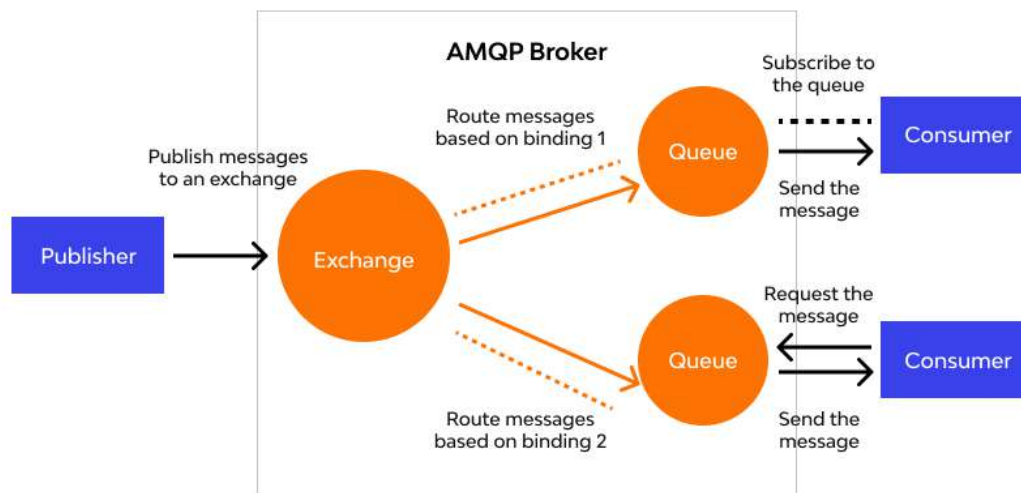 AMQP Broker
Publish messages
to an exchange
Publisher
Exchange
Route messages
based on binding 1
Queue
Subscribe to
the queue
Consumer
Send the
message
Route messages
based on binding 2
Queue
Request the
message
Consumer
Send the
message